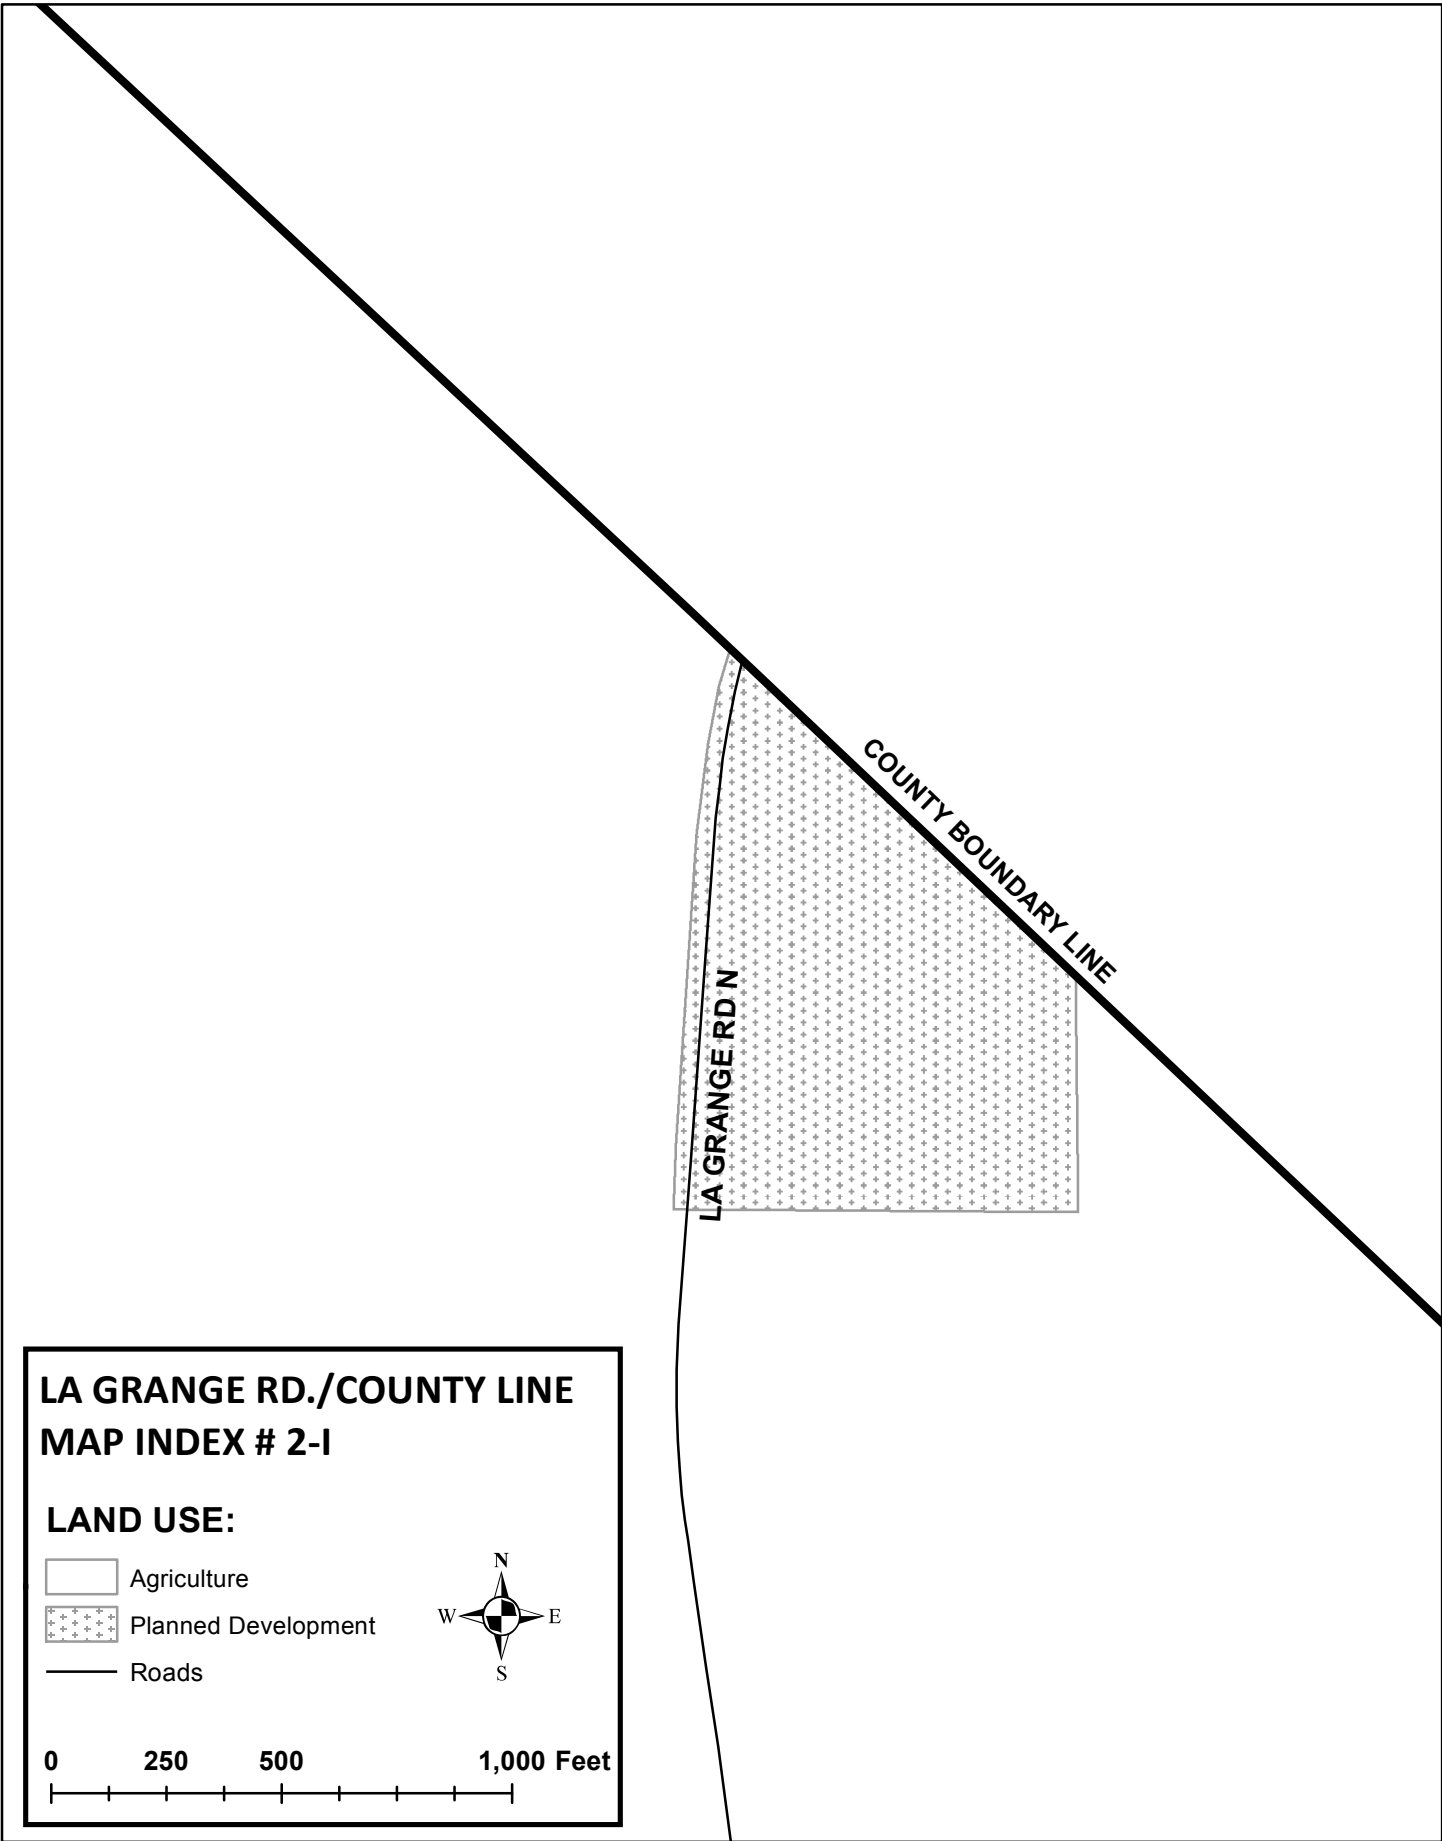 COUNTY BOUNDARY LINE
LA GRANGE RD N
LA GRANGE RD./COUNTY LINE
MAP INDEX # 2-I
LAND USE:
Agriculture
Planned Development
Roads
N
W E
S
0 250 500 1,000 Feet